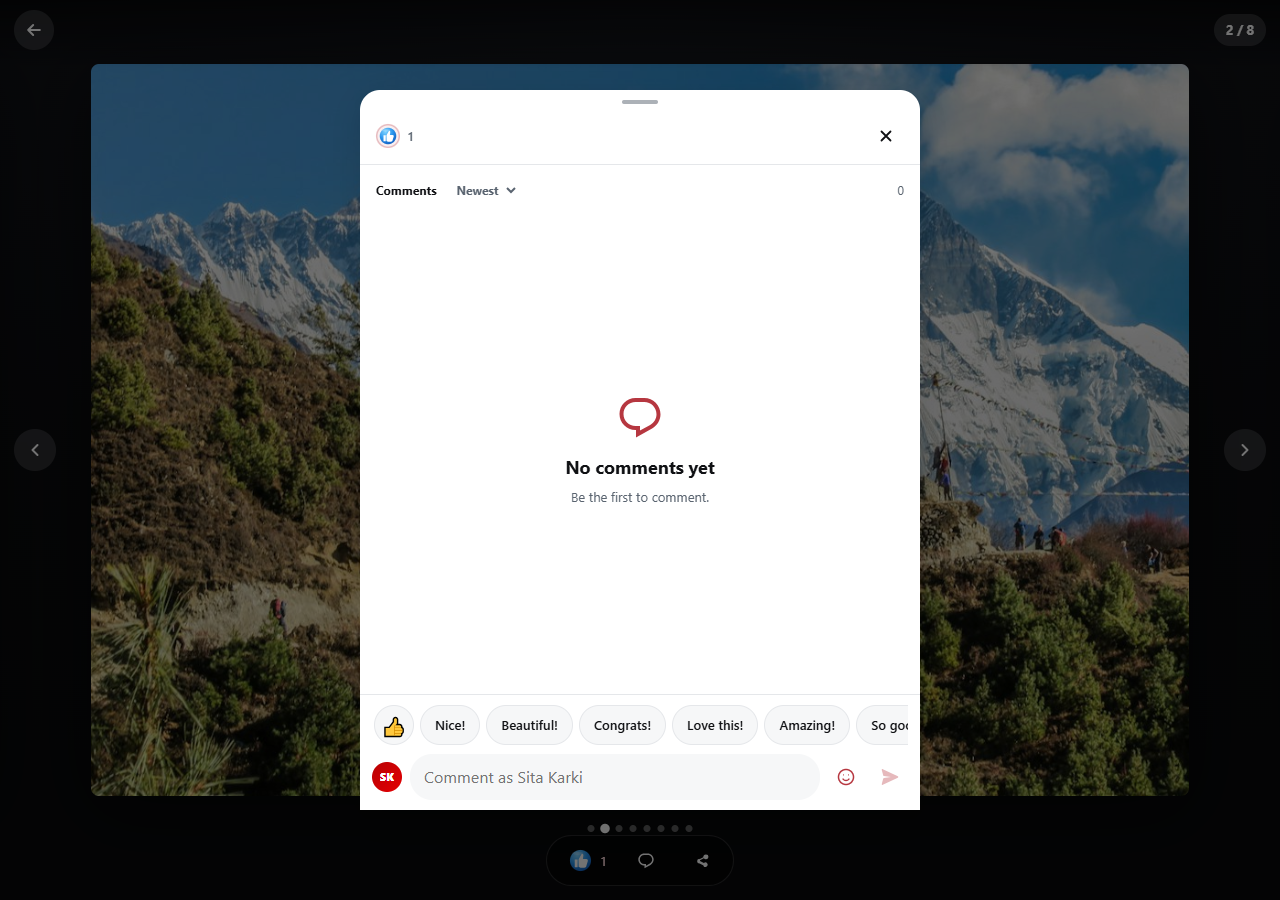 2 / 8
1
Comments Newest 0
No comments yet
Be the first to comment.
Nice! Beautiful! Congrats! Love this! Amazing! So
SK Comment as Sita Karki
1